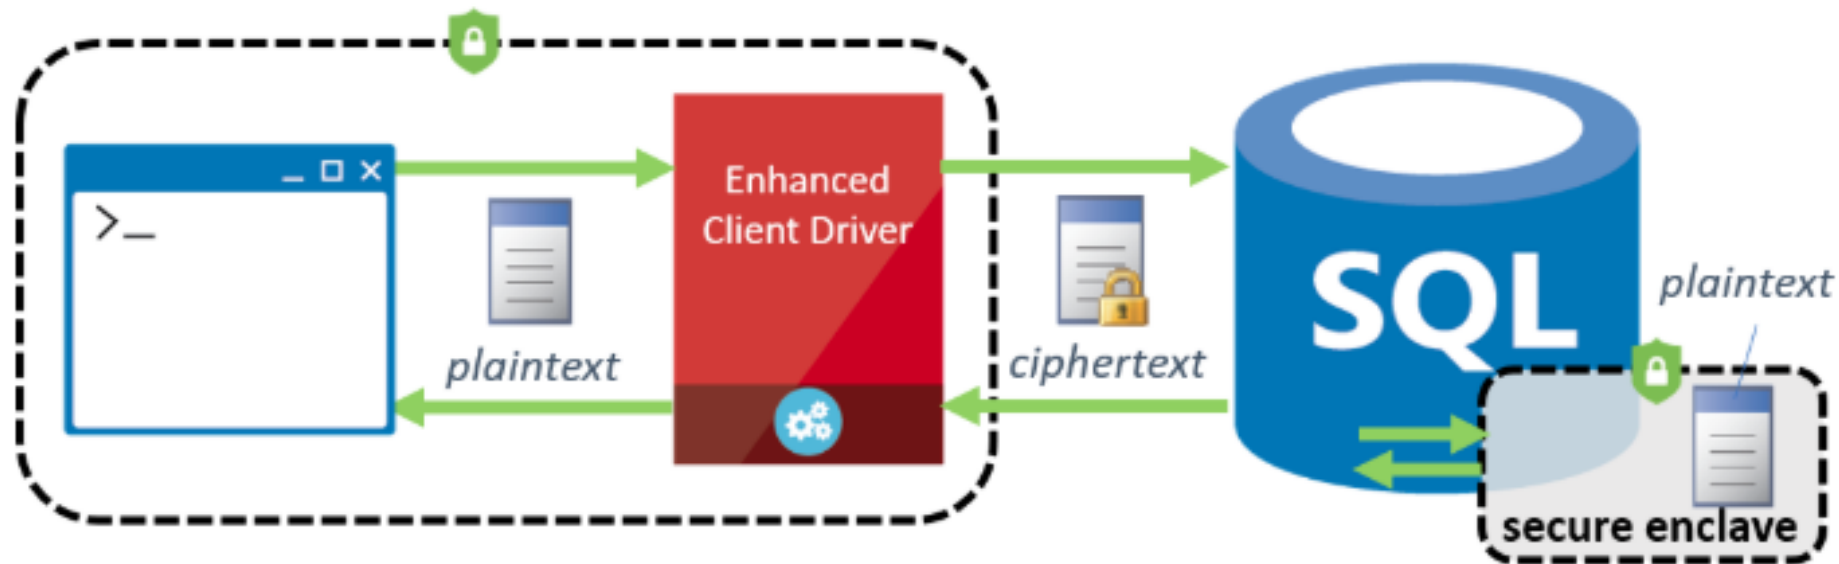 >_
Enhanced
Client Driver
plaintext
ciphertext
SQL
plaintext
secure enclave